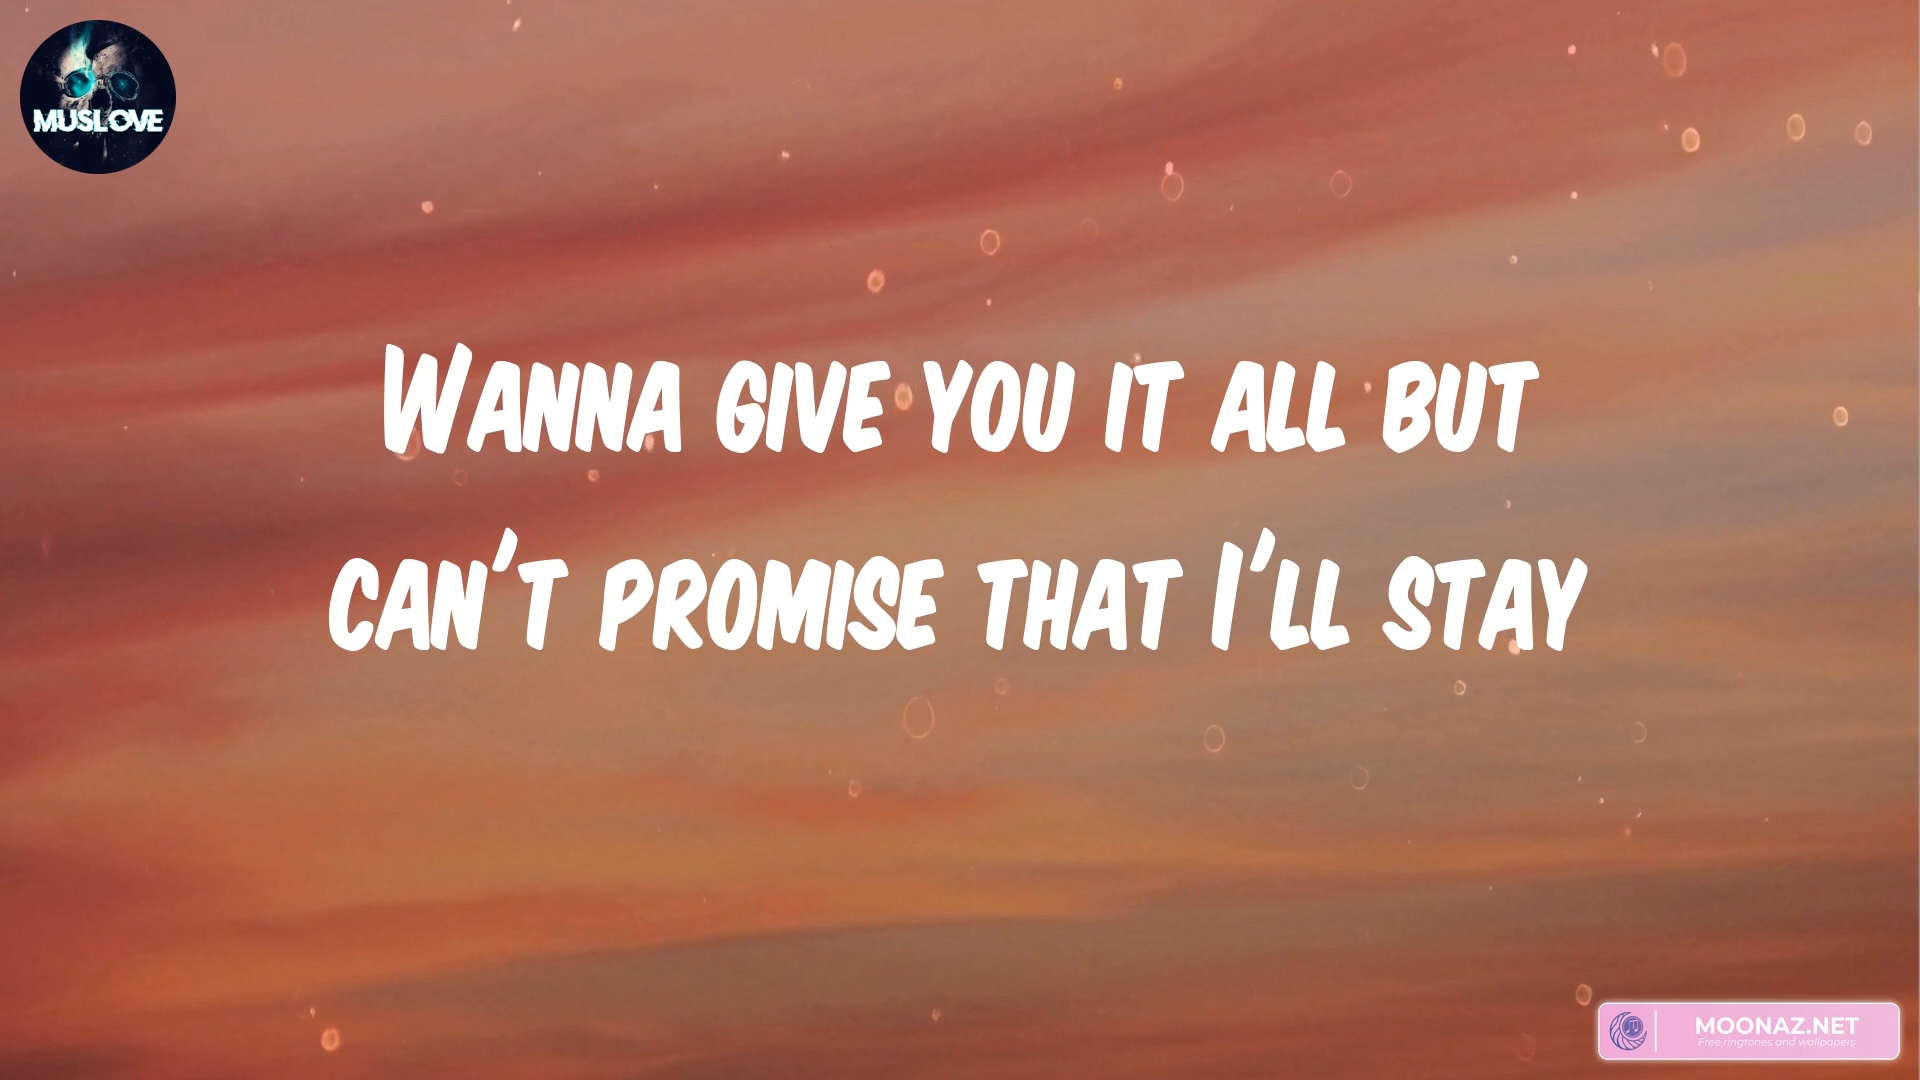 MUSLOVE
Wanna give you it all but
can't promise that I'll stay
MOONAZ.NET
Free ringtones and wallpapers